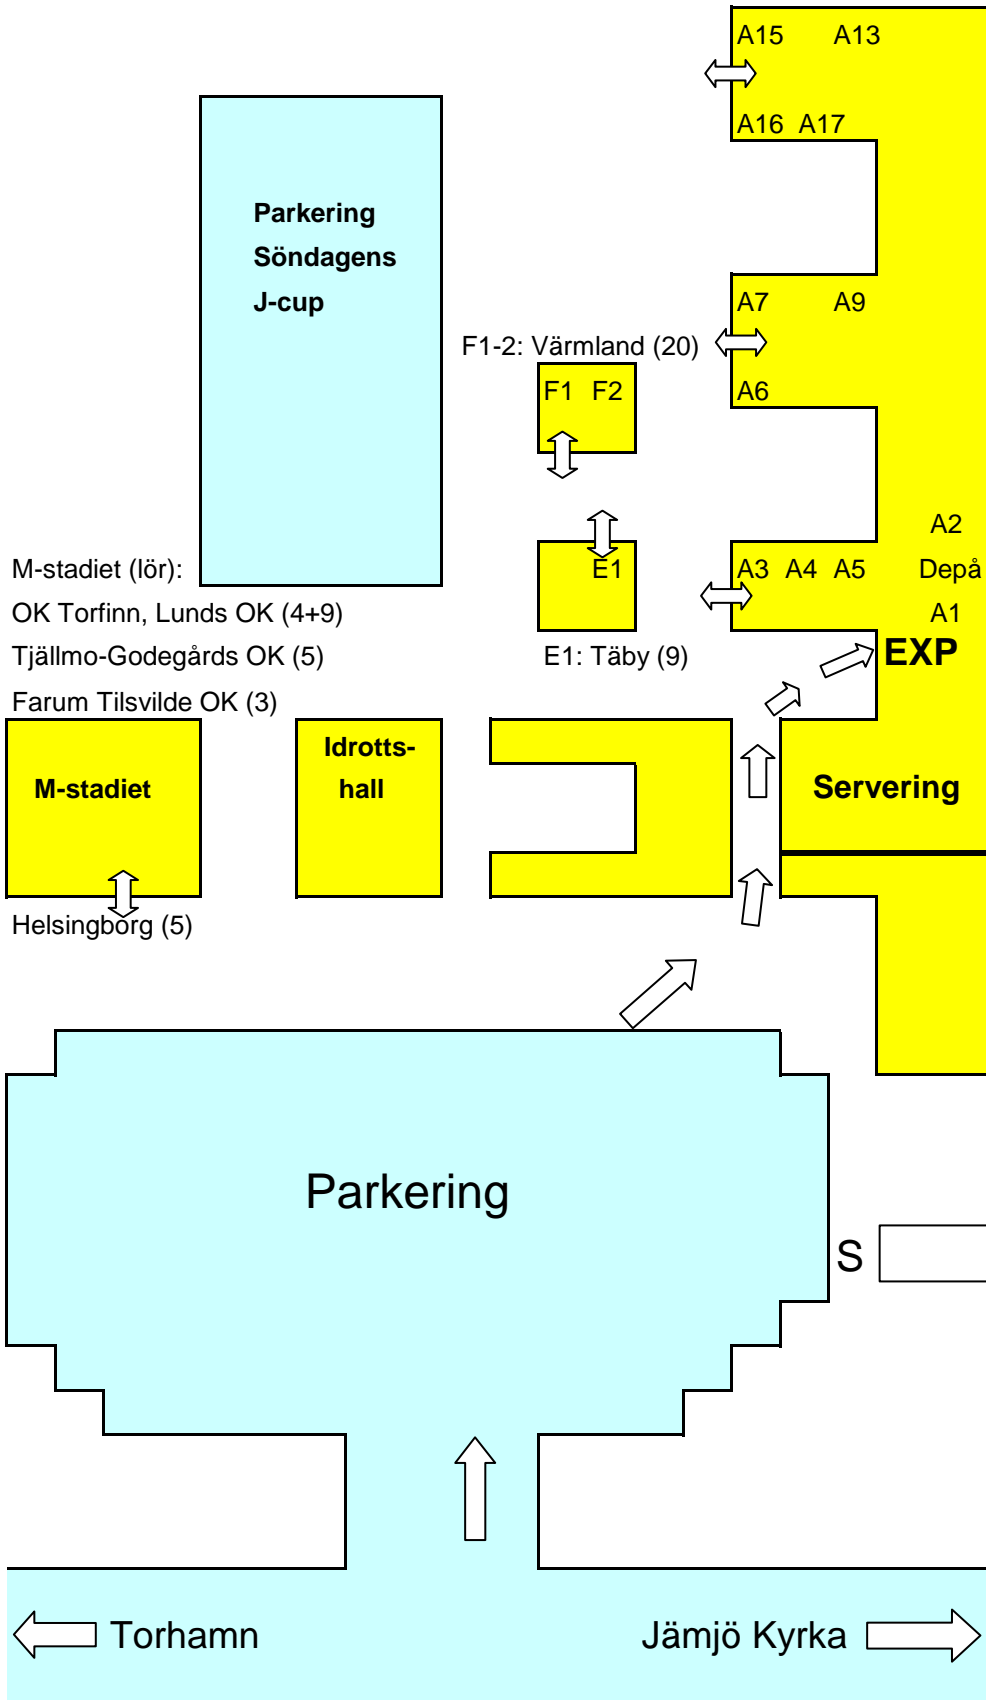 A15 A13
A16 A17
Parkering
Söndagens
J-cup
A7 A9
F1-2: Värmland (20)
F1 F2
A6
A2
M-stadiet (lör):
E1
A3 A4 A5 Depå
OK Torfinn, Lunds OK (4+9)
A1
Tjällmo-Godegårds OK (5)
E1: Täby (9)
EXP
Farum Tilsvilde OK (3)
Idrotts-
hall
M-stadiet
Servering
Helsingborg (5)
Parkering
S
Torhamn
Jämjö Kyrka